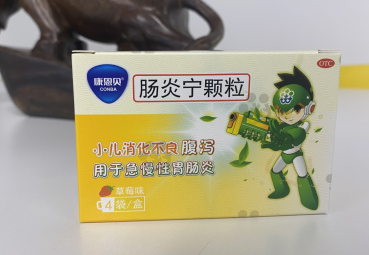 康恩贝®
CONBA
肠炎宁颗粒
OTC
小儿消化不良 腹泻
用于急慢性胃肠炎
草莓味
4袋/盒